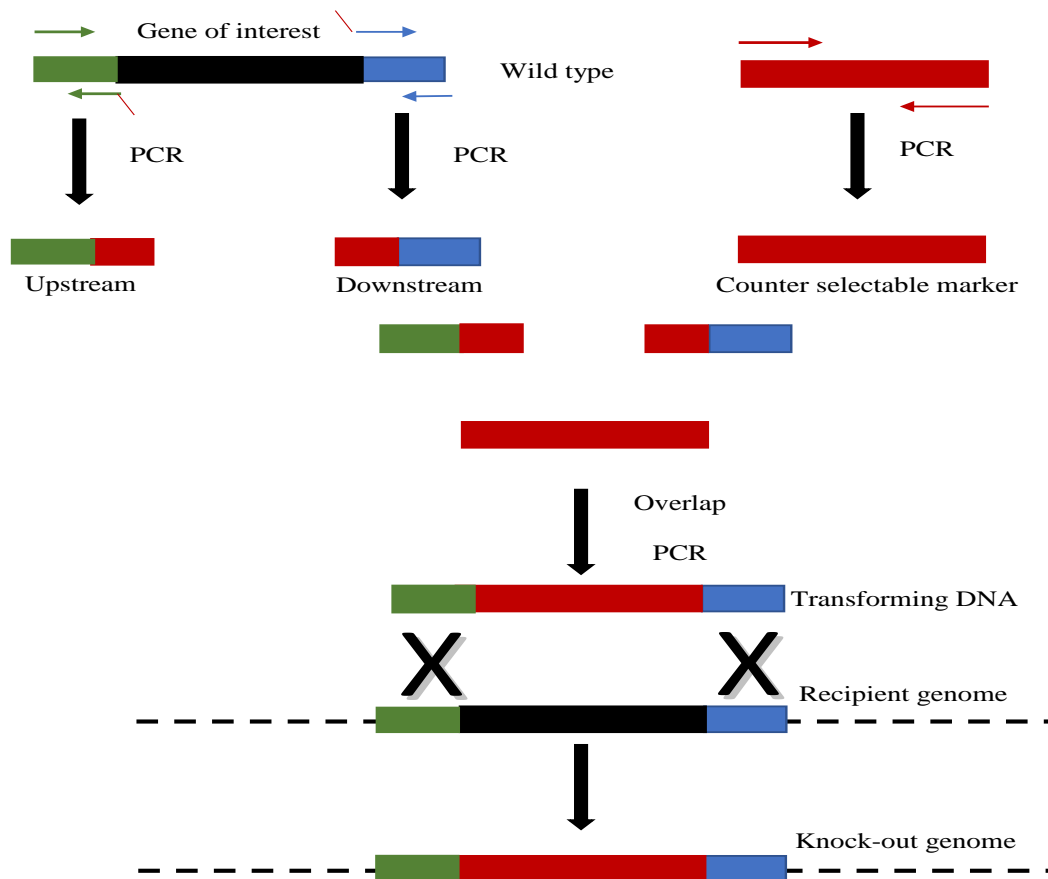 Gene of interest
Wild type
PCR
PCR
PCR
Upstream
Downstream
Counter selectable marker
Overlap
PCR
Transforming DNA
X
X
Recipient genome
Knock-out genome